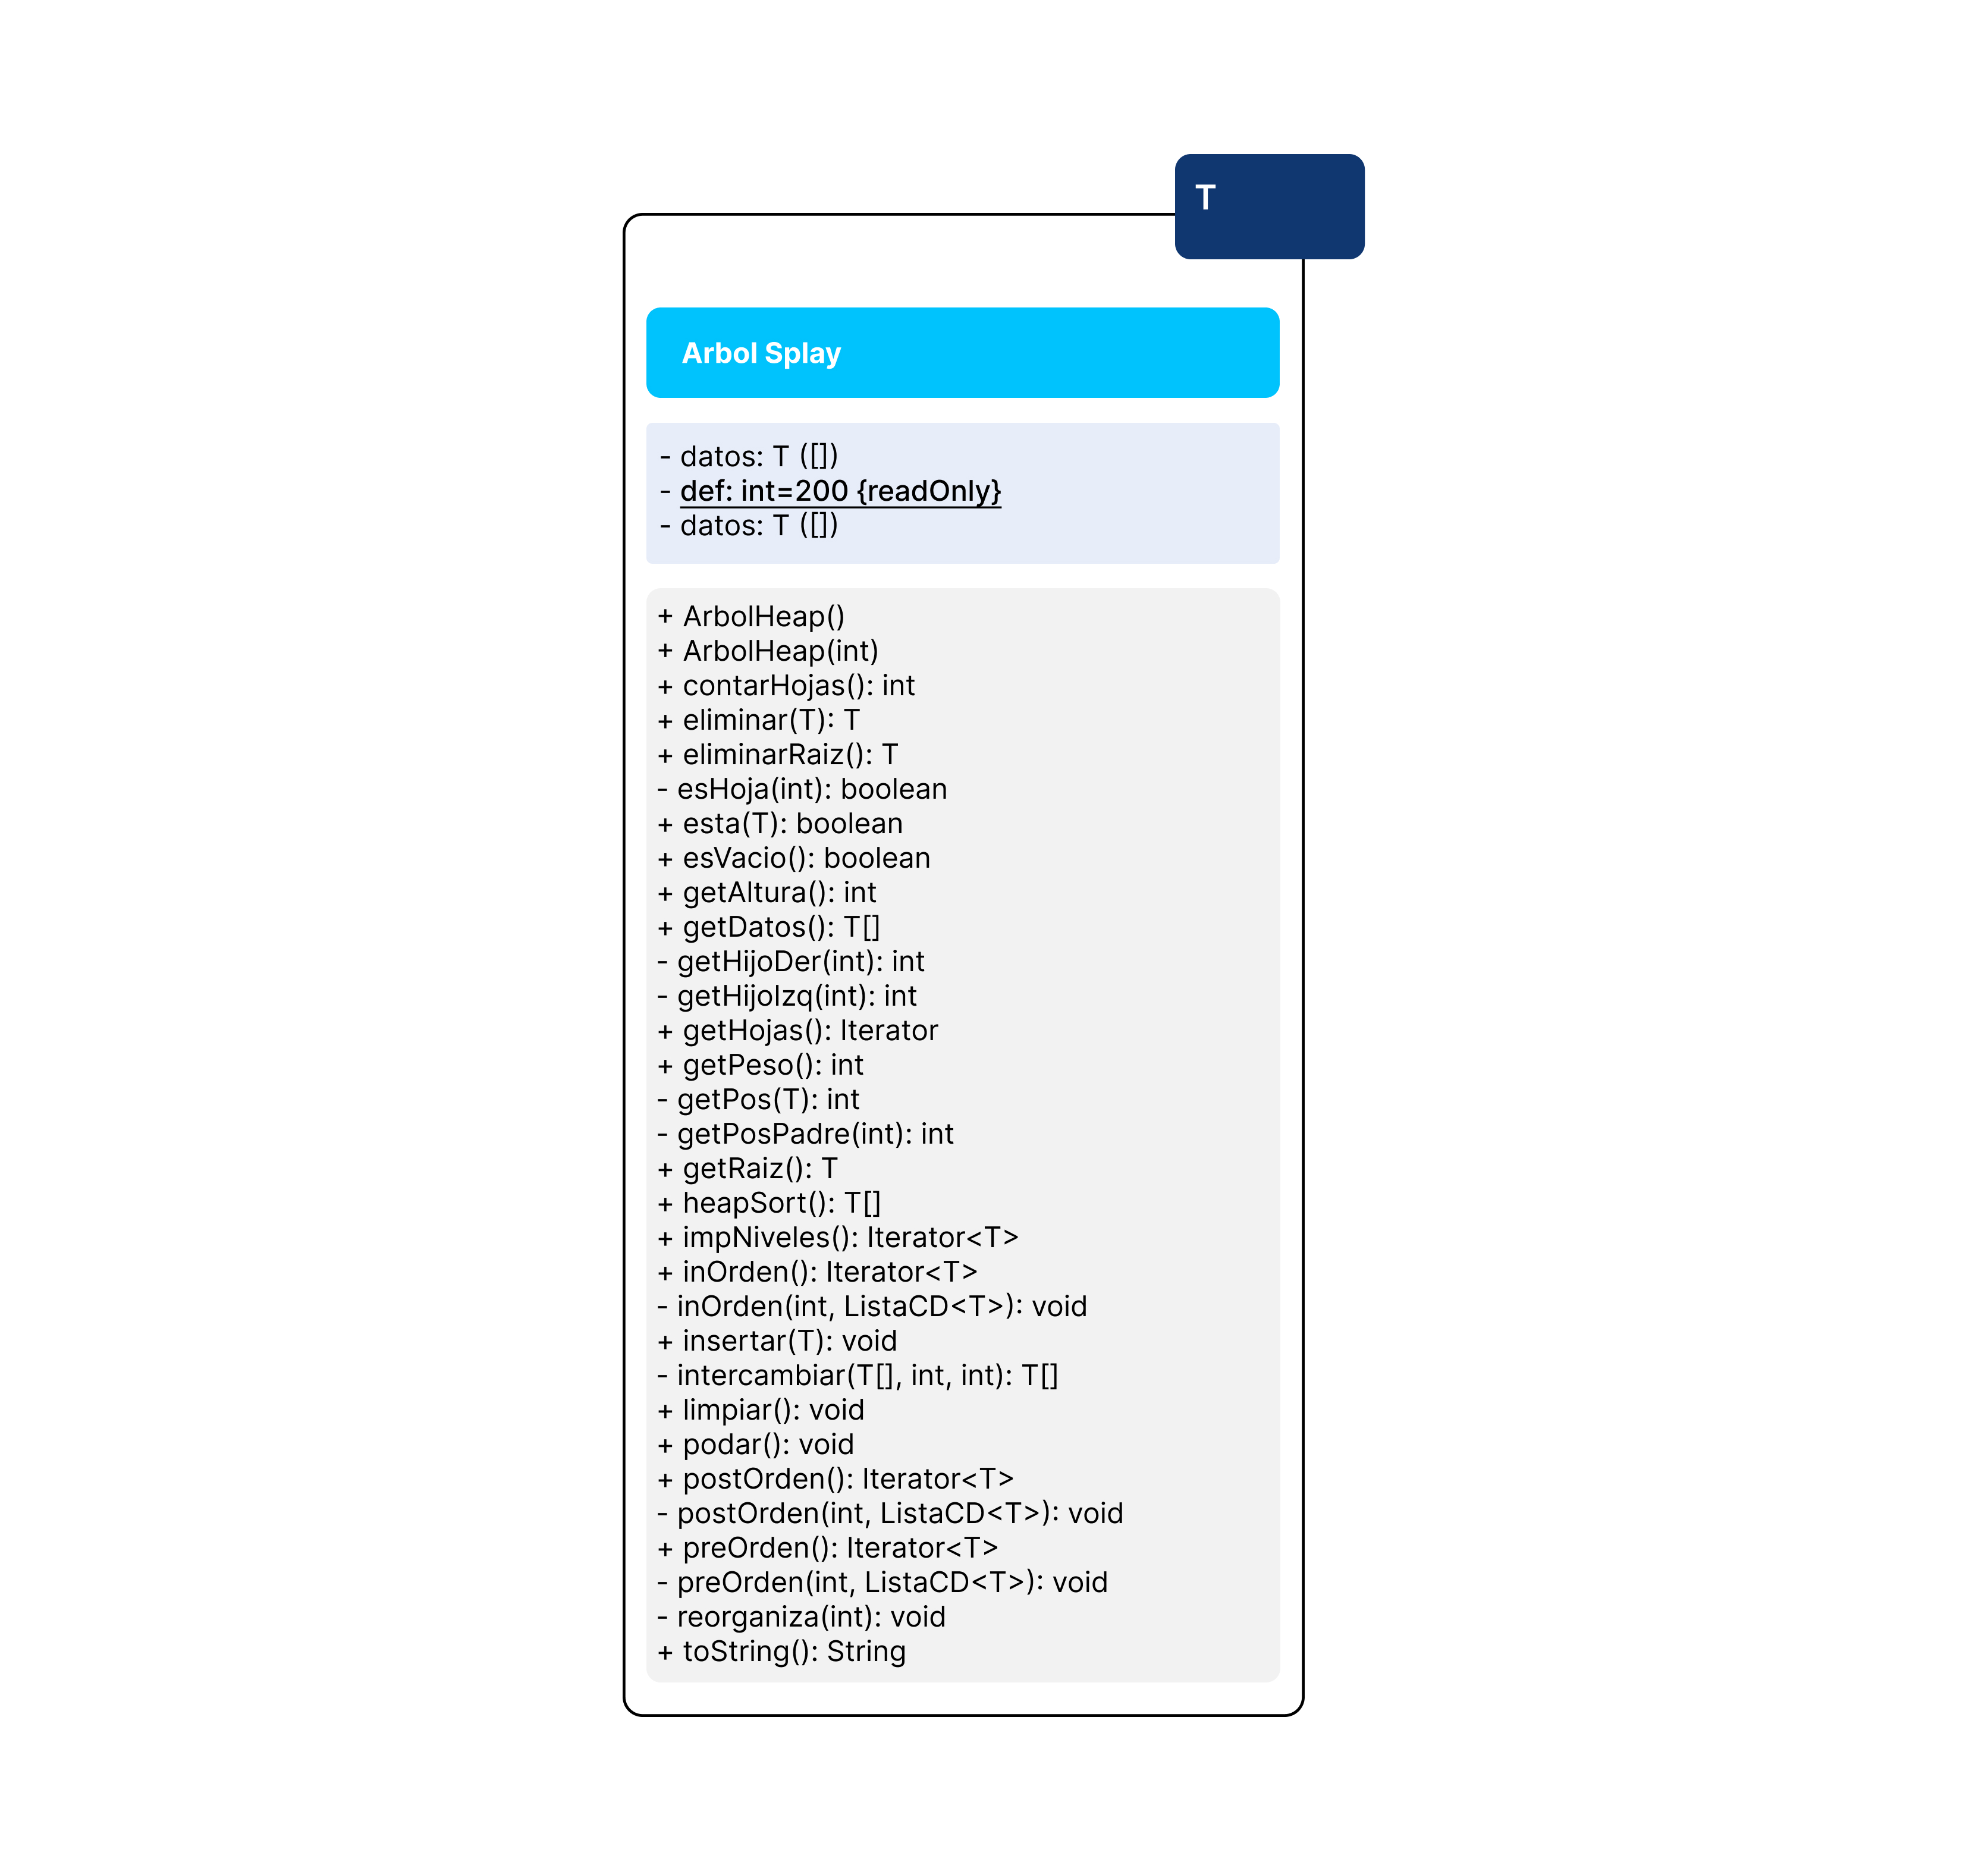 T
Arbol Splay
- datos: T ([])
- def: int=200 {readOnly}
- datos: T ([])
+ ArbolHeap()
+ ArbolHeap(int)
+ contarHojas(): int
+ eliminar(T): T
+ eliminarRaiz(): T
- esHoja(int): boolean
+ esta(T): boolean
+ esVacio(): boolean
+ getAltura(): int
+ getDatos(): T[]
- getHijoDer(int): int
- getHijoIzq(int): int
+ getHojas(): Iterator
+ getPeso(): int
- getPos(T): int
- getPosPadre(int): int
+ getRaiz(): T
+ heapSort(): T[]
+ impNiveles(): Iterator<T>
+ inOrden(): Iterator<T>
- inOrden(int, ListaCD<T>): void
+ insertar(T): void
- intercambiar(T[], int, int): T[]
+ limpiar(): void
+ podar(): void
+ postOrden(): Iterator<T>
- postOrden(int, ListaCD<T>): void
+ preOrden(): Iterator<T>
- preOrden(int, ListaCD<T>): void
- reorganiza(int): void
+ toString(): String